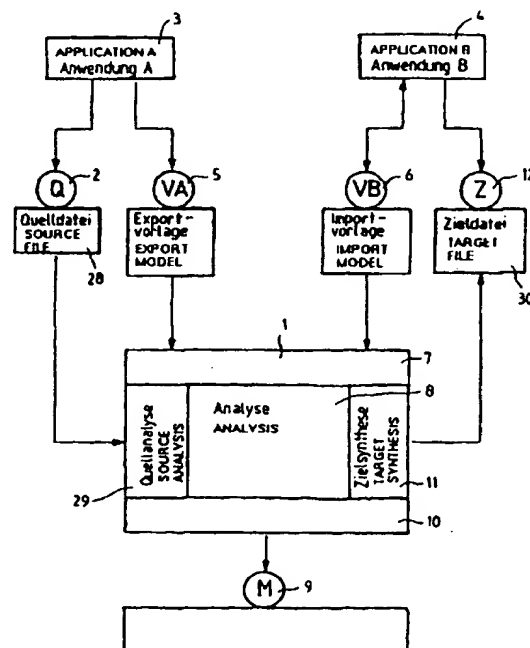 3
4
APPLICATION A
Anwendung A
APPLICATION B
Anwendung B
Q
2
VA
5
VB
6
Z
12
Quelldatei
SOURCE
FILE
28
Export-
vorlage
EXPORT
MODEL
Import-
vorlage
IMPORT
MODEL
Zieldatei
TARGET
FILE
30
1
7
8
Quellanalyse
SOURCE
ANALYSIS
29
Analyse
ANALYSIS
Zielsynthese
TARGET
SYNTHESIS
11
10
M
9